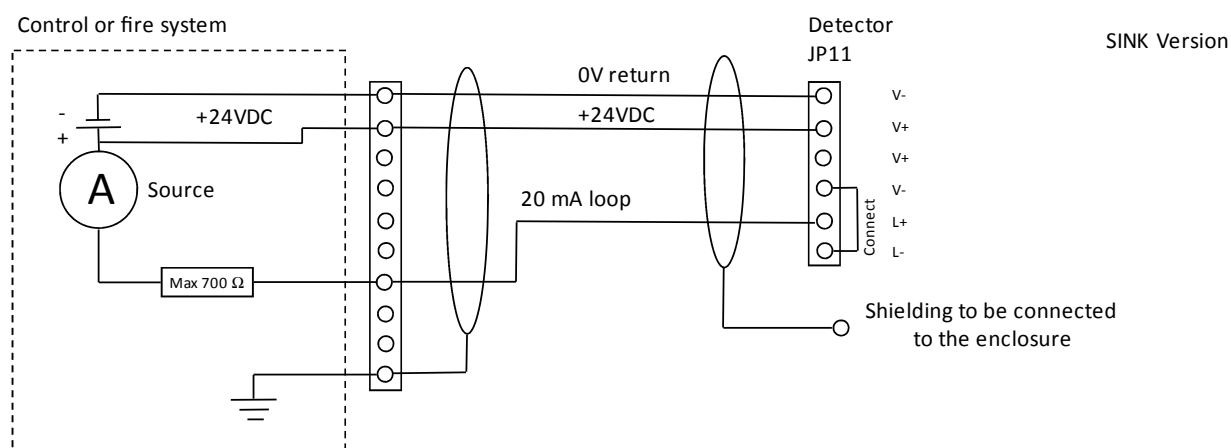 Control or fire system
Detector
JP11
SINK Version
0V return
V-
-
+24VDC
+24VDC
V+
+
V+
A
Source
V-
20 mA loop
Connect
L+
L-
Max 700 Ω
Shielding to be connected
to the enclosure